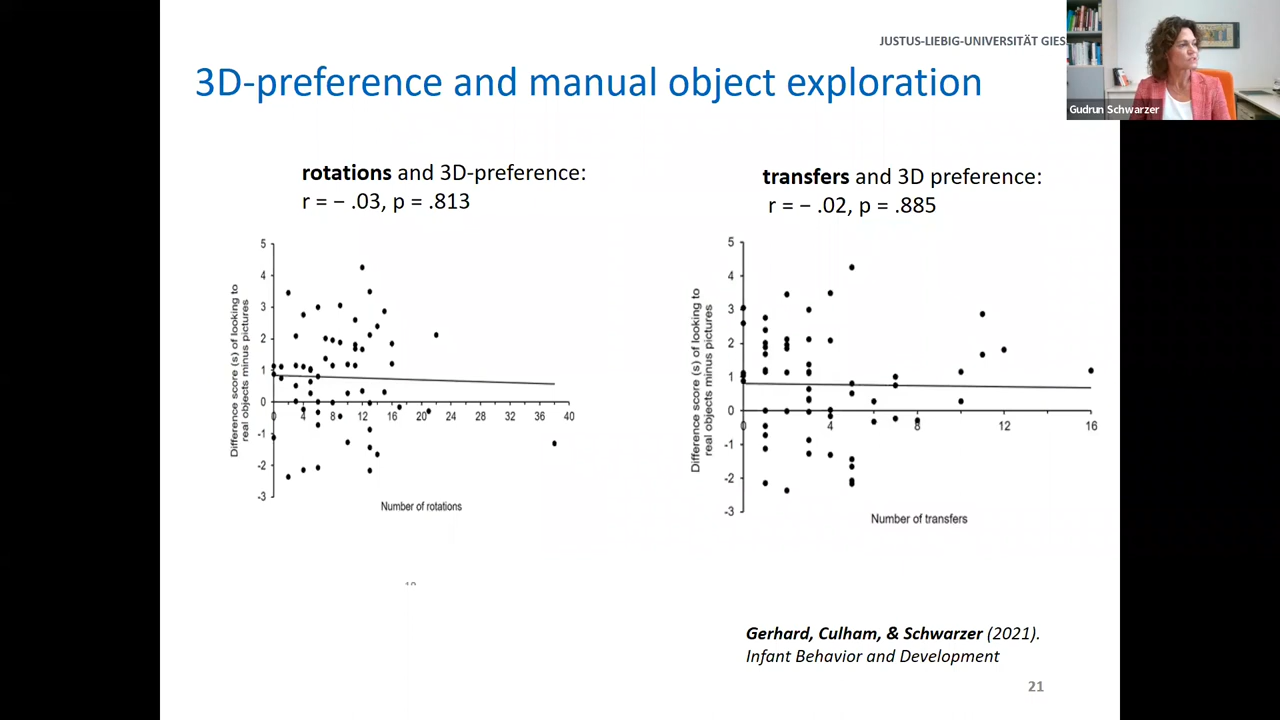 JUSTUS-LIEBIG-UNIVERSITÄT GIES
3D-preference and manual object exploration
Gudrun Schwarzer
rotations and 3D-preference:
r = − .03, p = .813
transfers and 3D preference:
r = − .02, p = .885
Difference score (s) of looking to
real objects minus pictures
5
4
3
2
1
0
-1
-2
-3
0 4 8 12 16 20 24 28 32 36 40
Number of rotations
Difference score (s) of looking to
real objects minus pictures
5
4
3
2
1
0
-1
-2
-3
0 4 8 12 16
Number of transfers
Gerhard, Culham, & Schwarzer (2021).
Infant Behavior and Development
21